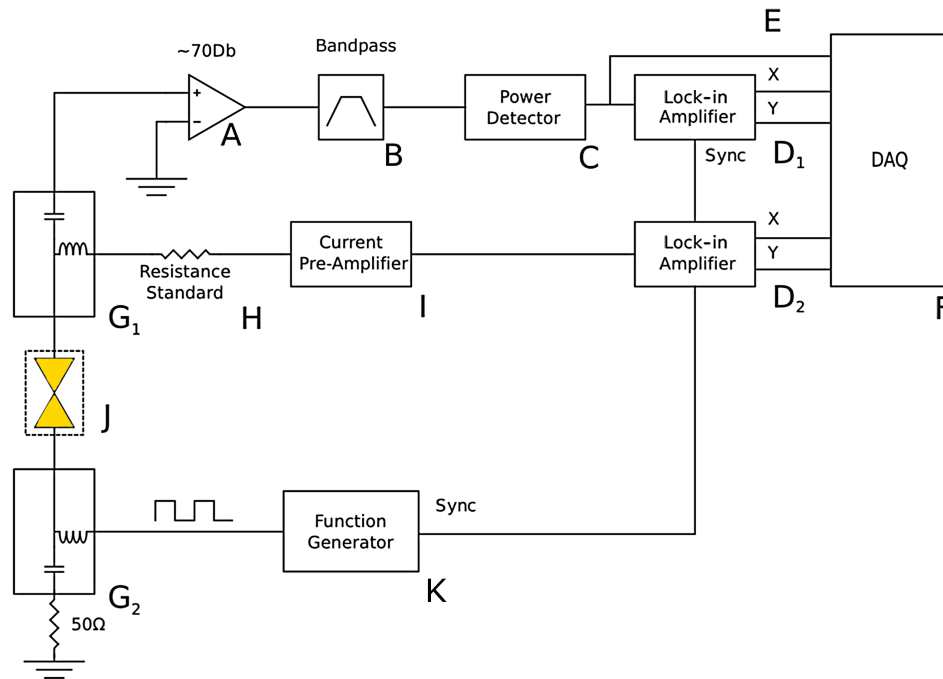 E
~70Db
Bandpass
X
Power
Detector
Lock-in
Amplifier
Y
+
−
A
B
C
Sync
D1
DAQ
X
Current
Pre-Amplifier
Lock-in
Amplifier
Y
Resistance
Standard
G1
H
I
D2
F
J
Function
Generator
Sync
G2
K
50Ω